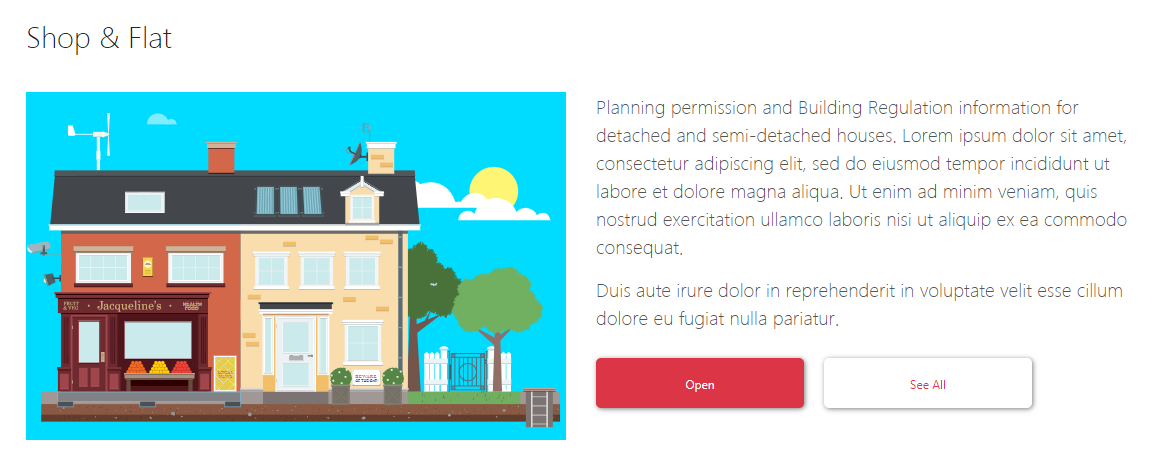 Shop & Flat
Planning permission and Building Regulation information for
detached and semi-detached houses. Lorem ipsum dolor sit amet,
consectetur adipiscing elit, sed do eiusmod tempor incididunt ut
labore et dolore magna aliqua. Ut enim ad minim veniam, quis
nostrud exercitation ullamco laboris nisi ut aliquip ex ea commodo
consequat.
Duis aute irure dolor in reprehenderit in voluptate velit esse cillum
dolore eu fugiat nulla pariatur.
Open
See All
FRUIT
& VEG
Jacqueline's
HEALTH
FOOD
BEWARE